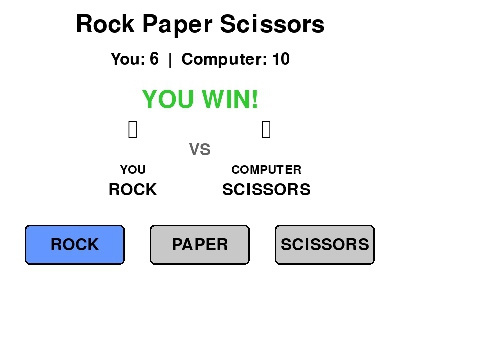 Rock Paper Scissors
You: 6 | Computer: 10
YOU WIN!
VS
YOU COMPUTER
ROCK SCISSORS
ROCK PAPER SCISSORS